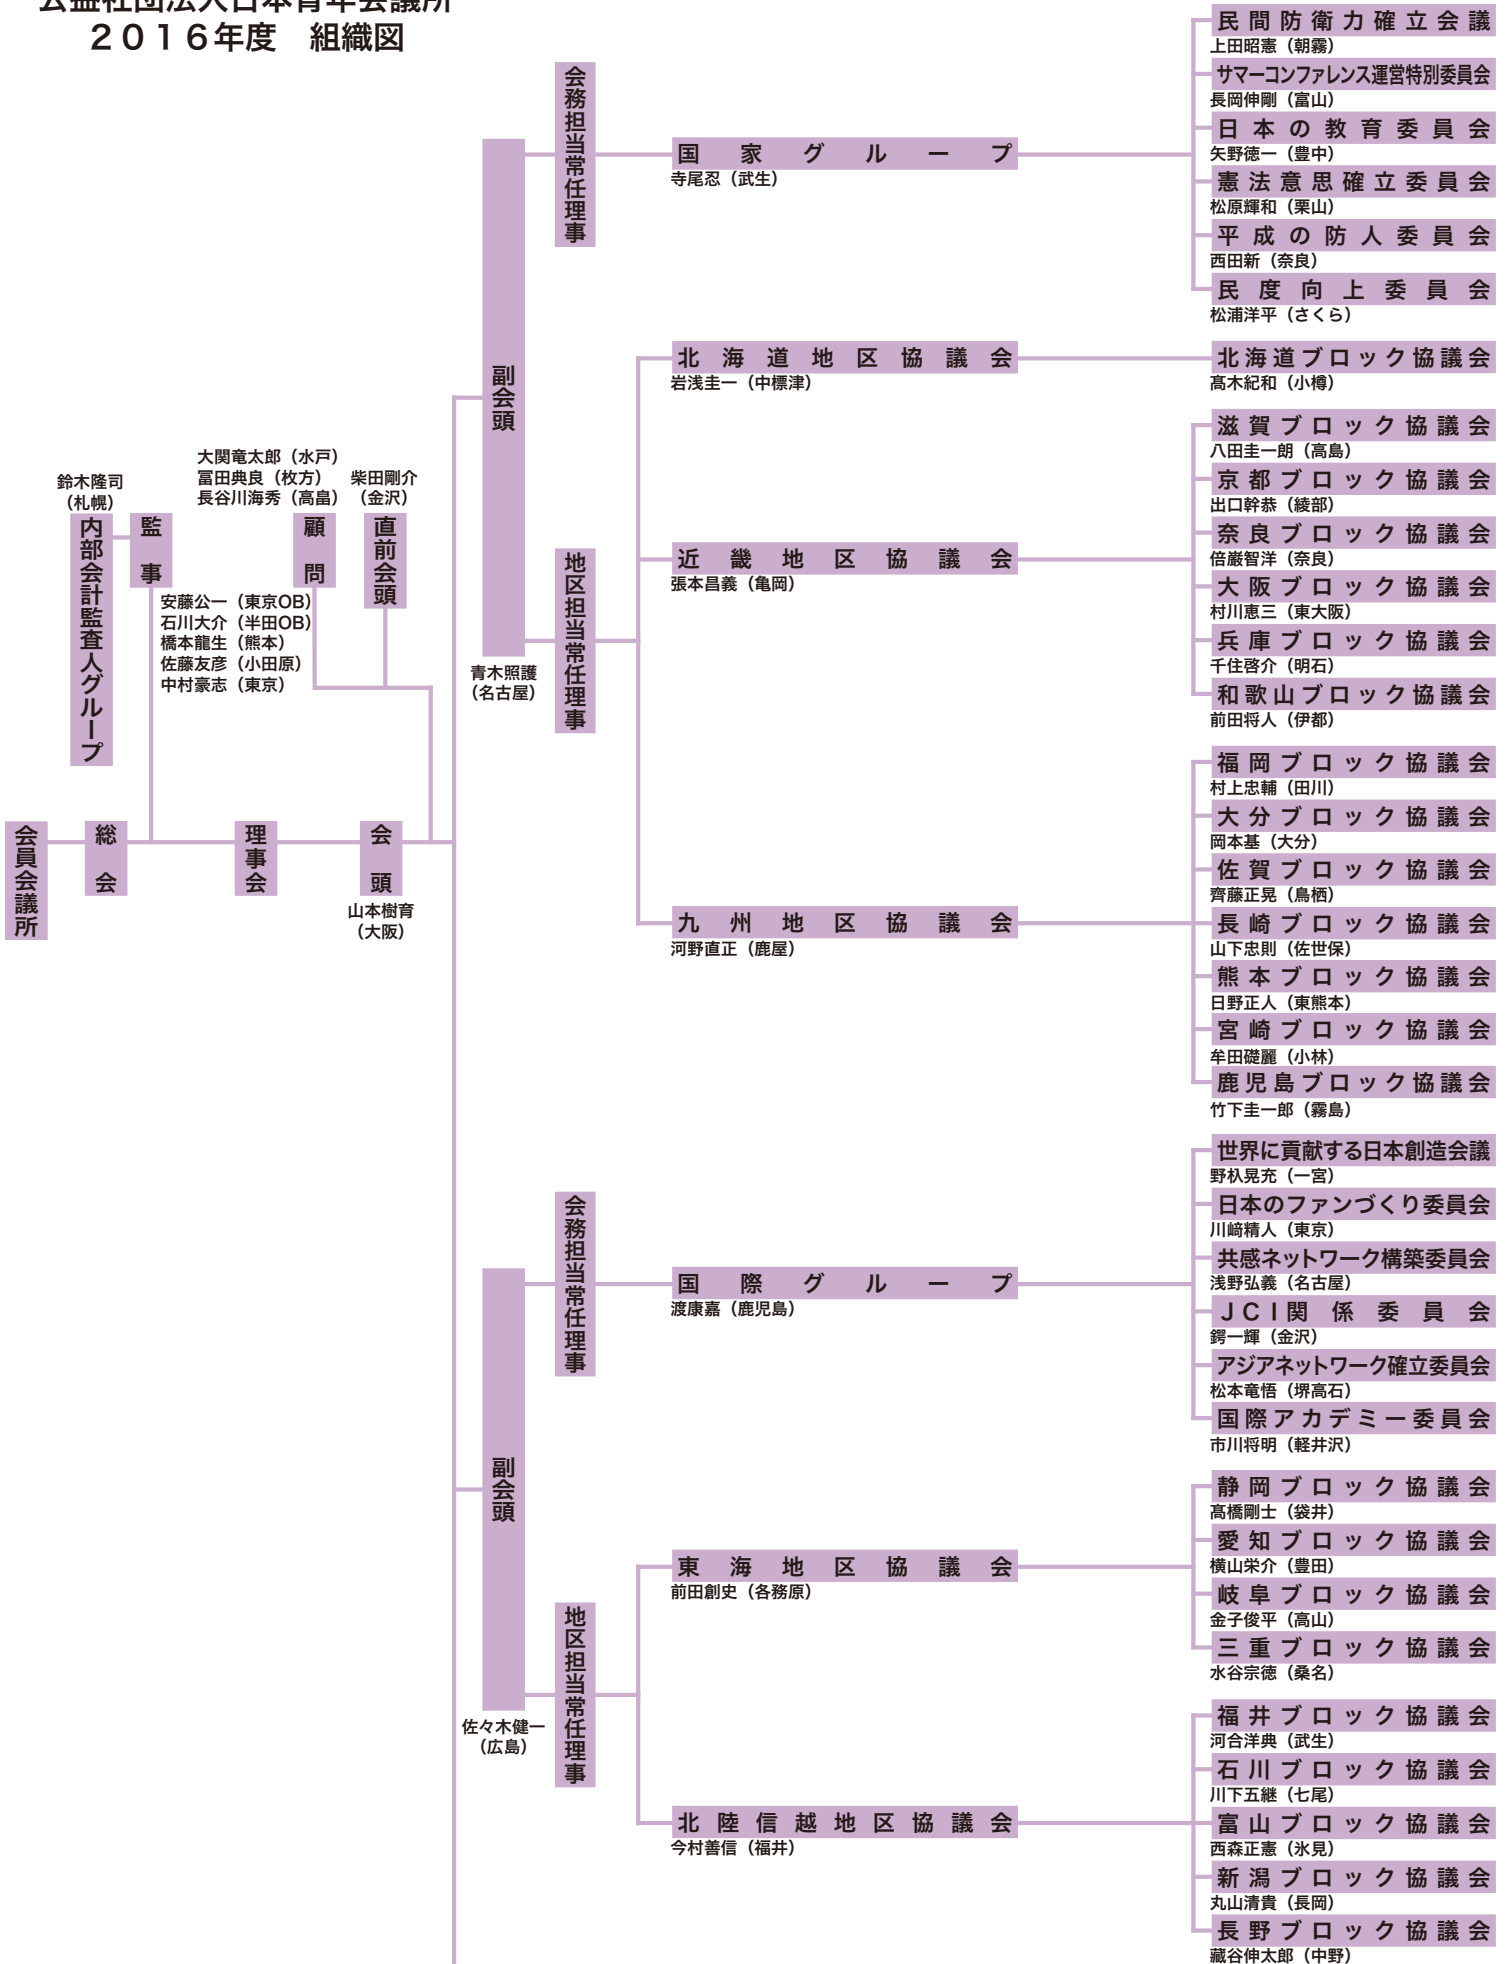 公益社団法人日本青年会議所
２０１６年度　組織図
会員会議所
総会
内部会計監査人グループ
鈴木隆司
（札幌）
監事
安藤公一（東京OB）
石川大介（半田OB）
橋本龍生（熊本）
佐藤友彦（小田原）
中村豪志（東京）
理事会
顧問
大関竜太郎（水戸）
冨田典良（枚方）
長谷川海秀（高畠）
直前会頭
柴田剛介
（金沢）
会頭
山本樹育
（大阪）
副会頭
青木照護
（名古屋）
会務担当常任理事
国家グループ
寺尾忍（武生）
民間防衛力確立会議
上田昭憲（朝霧）
サマーコンファレンス運営特別委員会
長岡伸剛（富山）
日本の教育委員会
矢野徳一（豊中）
憲法意思確立委員会
松原輝和（栗山）
平成の防人委員会
西田新（奈良）
民度向上委員会
松浦洋平（さくら）
地区担当常任理事
北海道地区協議会
岩浅圭一（中標津）
北海道ブロック協議会
髙木紀和（小樽）
近畿地区協議会
張本昌義（亀岡）
滋賀ブロック協議会
八田圭一朗（高島）
京都ブロック協議会
出口幹恭（綾部）
奈良ブロック協議会
倍巌智洋（奈良）
大阪ブロック協議会
村川恵三（東大阪）
兵庫ブロック協議会
千住啓介（明石）
和歌山ブロック協議会
前田将人（伊都）
九州地区協議会
河野直正（鹿屋）
福岡ブロック協議会
村上忠輔（田川）
大分ブロック協議会
岡本基（大分）
佐賀ブロック協議会
齊藤正晃（鳥栖）
長崎ブロック協議会
山下忠則（佐世保）
熊本ブロック協議会
日野正人（東熊本）
宮崎ブロック協議会
牟田礎麗（小林）
鹿児島ブロック協議会
竹下圭一郎（霧島）
副会頭
佐々木健一
（広島）
会務担当常任理事
国際グループ
渡康嘉（鹿児島）
世界に貢献する日本創造会議
野杁晃充（一宮）
日本のファンづくり委員会
川﨑精人（東京）
共感ネットワーク構築委員会
浅野弘義（名古屋）
ＪＣＩ関係委員会
鍔一輝（金沢）
アジアネットワーク確立委員会
松本竜悟（堺高石）
国際アカデミー委員会
市川将明（軽井沢）
地区担当常任理事
東海地区協議会
前田創史（各務原）
静岡ブロック協議会
髙橋剛士（袋井）
愛知ブロック協議会
横山栄介（豊田）
岐阜ブロック協議会
金子俊平（高山）
三重ブロック協議会
水谷宗徳（桑名）
北陸信越地区協議会
今村善信（福井）
福井ブロック協議会
河合洋典（武生）
石川ブロック協議会
川下五継（七尾）
富山ブロック協議会
西森正憲（氷見）
新潟ブロック協議会
丸山清貴（長岡）
長野ブロック協議会
藏谷伸太郎（中野）